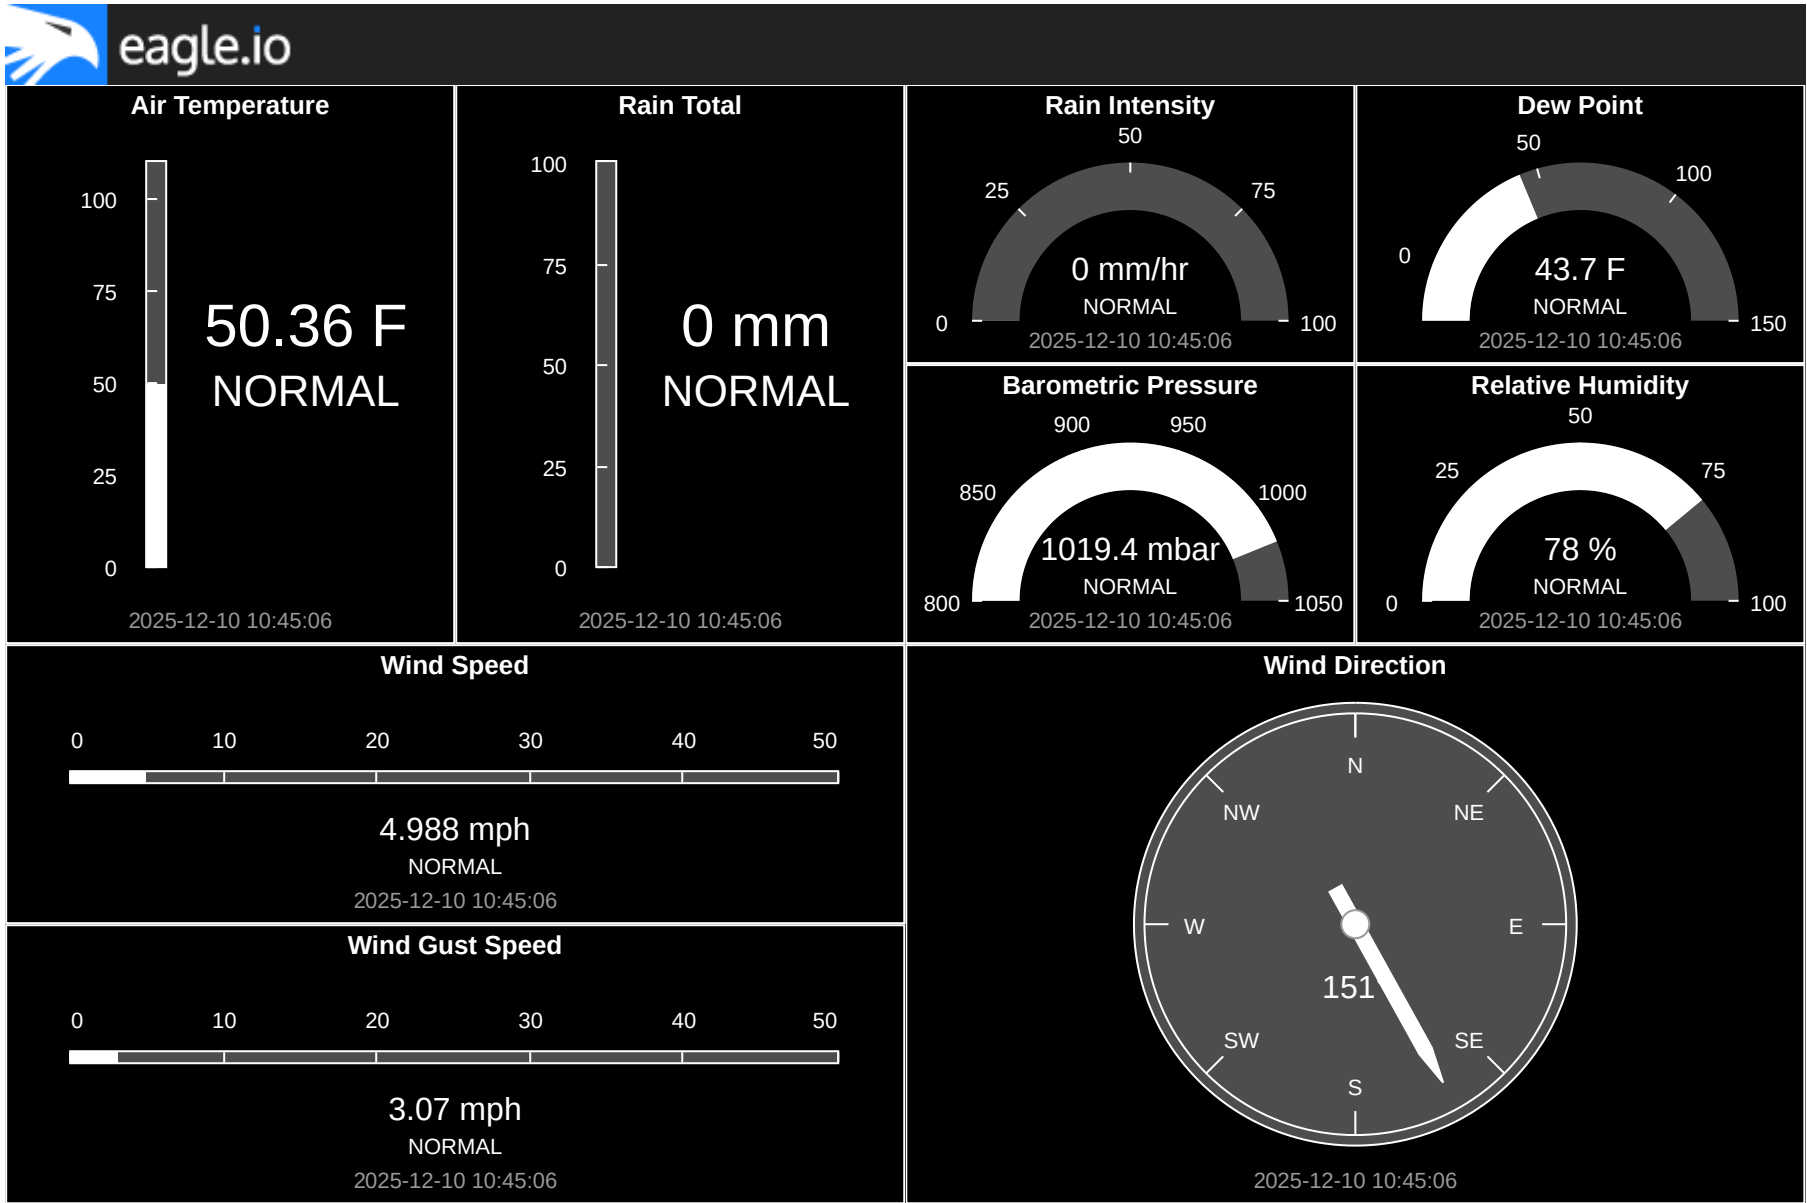 eagle.io
Air Temperature
100
75
50
25
0
50.36 F
NORMAL
2025-12-10 10:45:06
Rain Total
100
75
50
25
0
0 mm
NORMAL
2025-12-10 10:45:06
Rain Intensity
50
25
75
0
100
0 mm/hr
NORMAL
2025-12-10 10:45:06
Dew Point
50
100
0
150
43.7 F
NORMAL
2025-12-10 10:45:06
Barometric Pressure
900
950
850
1000
800
1050
1019.4 mbar
NORMAL
2025-12-10 10:45:06
Relative Humidity
50
25
75
0
100
78 %
NORMAL
2025-12-10 10:45:06
Wind Speed
0 10 20 30 40 50
4.988 mph
NORMAL
2025-12-10 10:45:06
Wind Gust Speed
0 10 20 30 40 50
3.07 mph
NORMAL
2025-12-10 10:45:06
Wind Direction
N
NW
NE
W
E
151
SW
SE
S
2025-12-10 10:45:06